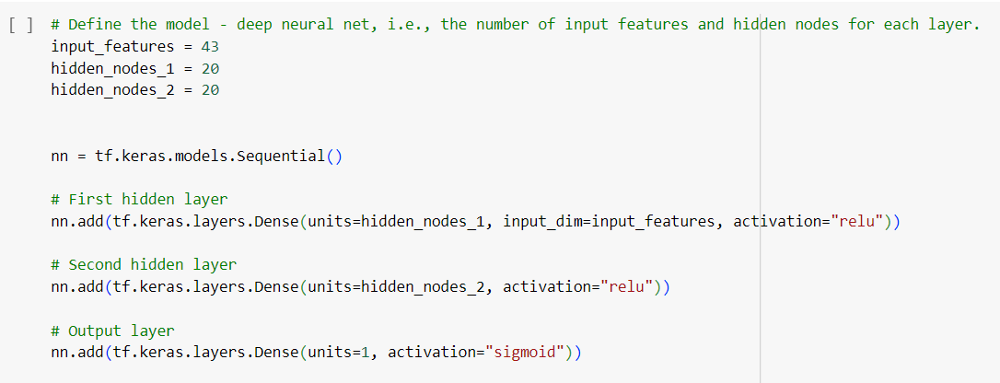 [ ] # Define the model - deep neural net, i.e., the number of input features and hidden nodes for each layer.
input_features = 43
hidden_nodes_1 = 20
hidden_nodes_2 = 20
nn = tf.keras.models.Sequential()
# First hidden layer
nn.add(tf.keras.layers.Dense(units=hidden_nodes_1, input_dim=input_features, activation="relu"))
# Second hidden layer
nn.add(tf.keras.layers.Dense(units=hidden_nodes_2, activation="relu"))
# Output layer
nn.add(tf.keras.layers.Dense(units=1, activation="sigmoid"))